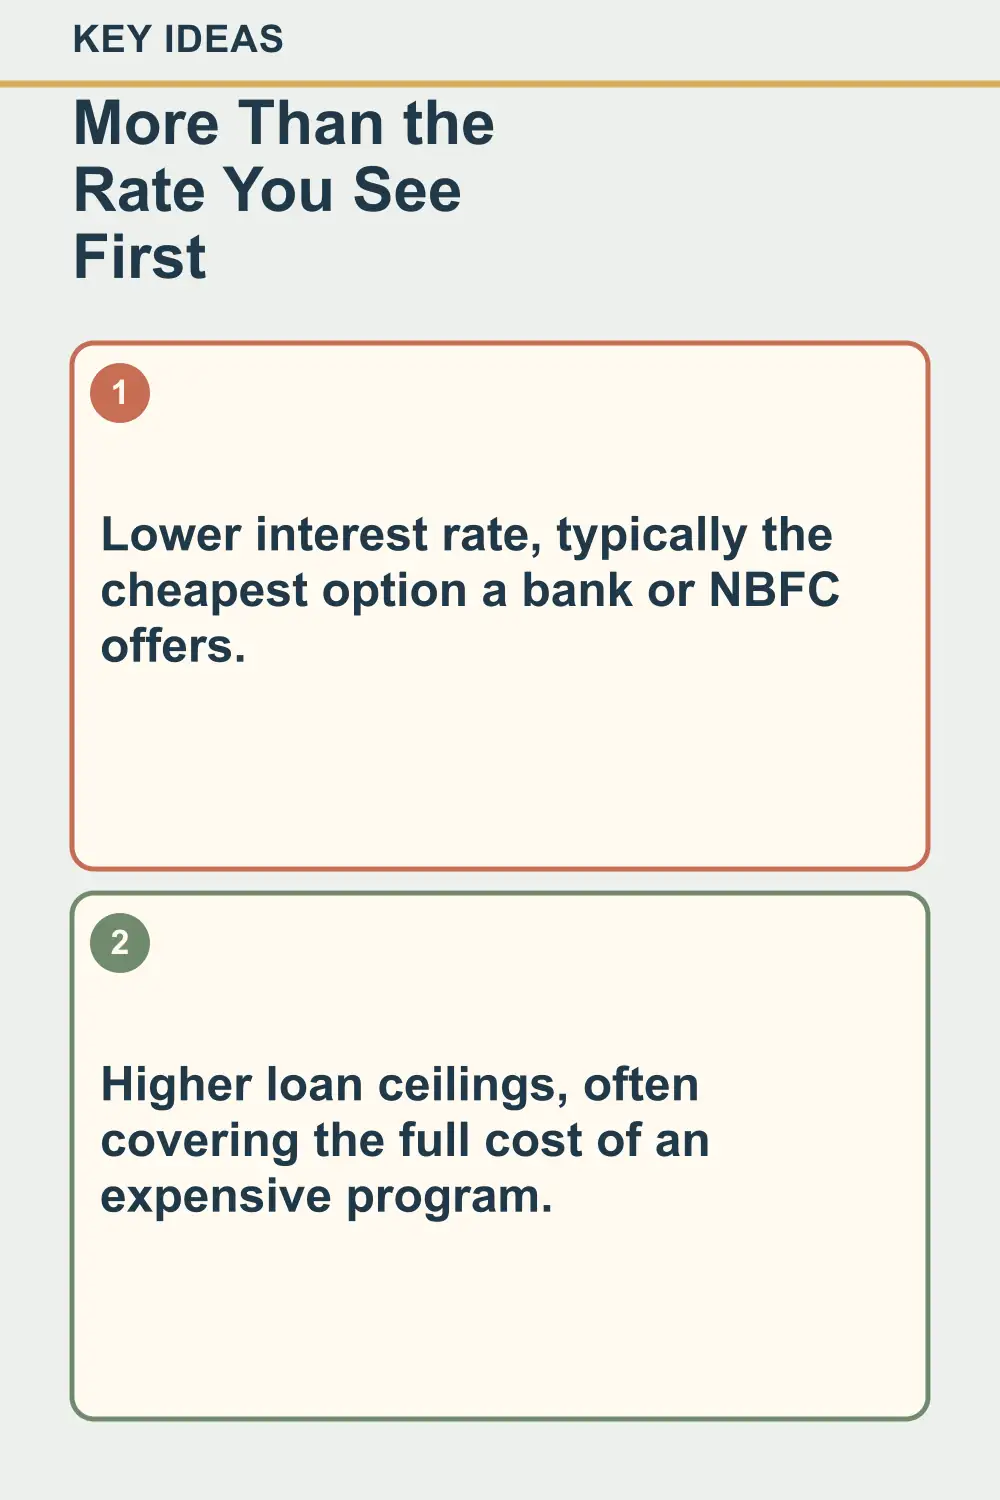 KEY IDEAS
More Than the
Rate You See
First
1
Lower interest rate, typically the
cheapest option a bank or NBFC
offers.
2
Higher loan ceilings, often
covering the full cost of an
expensive program.